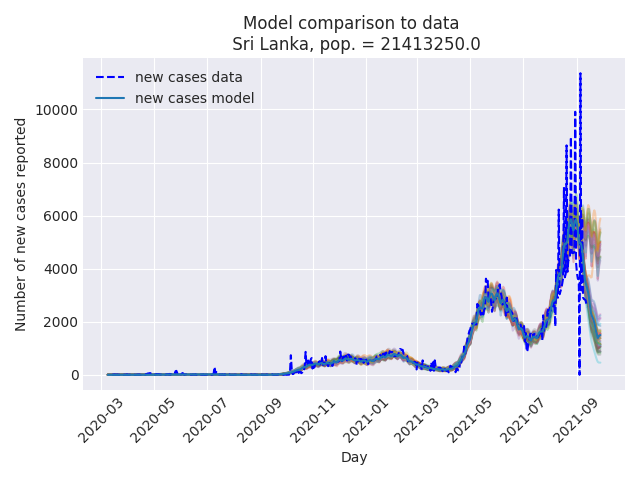 Model comparison to data
Sri Lanka, pop. = 21413250.0
new cases data
new cases model
Number of new cases reported
10000
8000
6000
4000
2000
0
2020-03
2020-05
2020-07
2020-09
2020-11
2021-01
2021-03
2021-05
2021-07
2021-09
Day